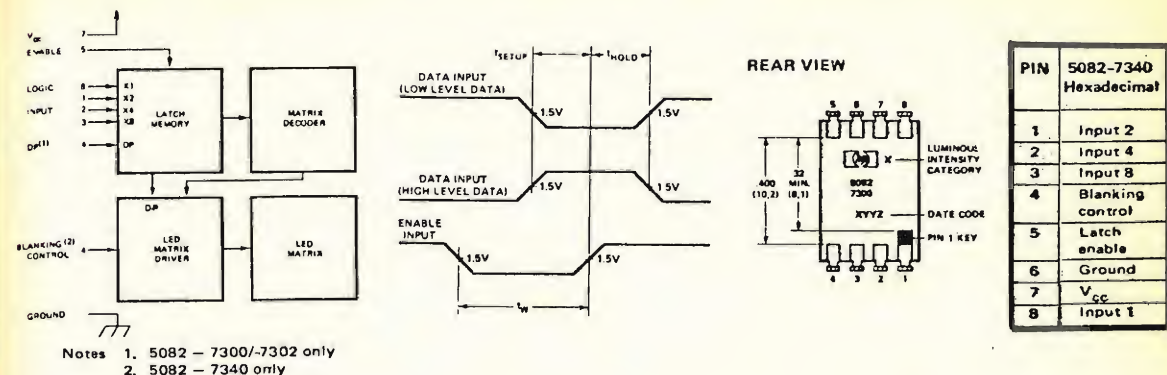 Vcc 7
ENABLE 5
LOGIC 8 X1
1 X2
INPUT 2 X4
3 X8
DP(1) 4 DP
LATCH
MEMORY
MATRIX
DECODER
DP
BLANKING (2)
CONTROL 4
LED
MATRIX
DRIVER
LED
MATRIX
GROUND
Notes 1. 5082 – 7300/-7302 only
2. 5082 – 7340 only
tSETUP tHOLD
DATA INPUT
(LOW LEVEL DATA)
1.5V 1.5V
DATA INPUT
(HIGH LEVEL DATA)
1.5V 1.5V
ENABLE
INPUT
1.5V 1.5V
tW
REAR VIEW
5 6 7 8
X
LUMINOUS
INTENSITY
CATEGORY
.400
(10,2)
MIN.
(8,1)
5082
7300
XYYZ
DATE CODE
PIN 1 KEY
4 3 2 1
PIN 5082-7340
Hexadecimal
1 Input 2
2 Input 4
3 Input 8
4 Blanking
control
5 Latch
enable
6 Ground
7 Vcc
8 Input 1